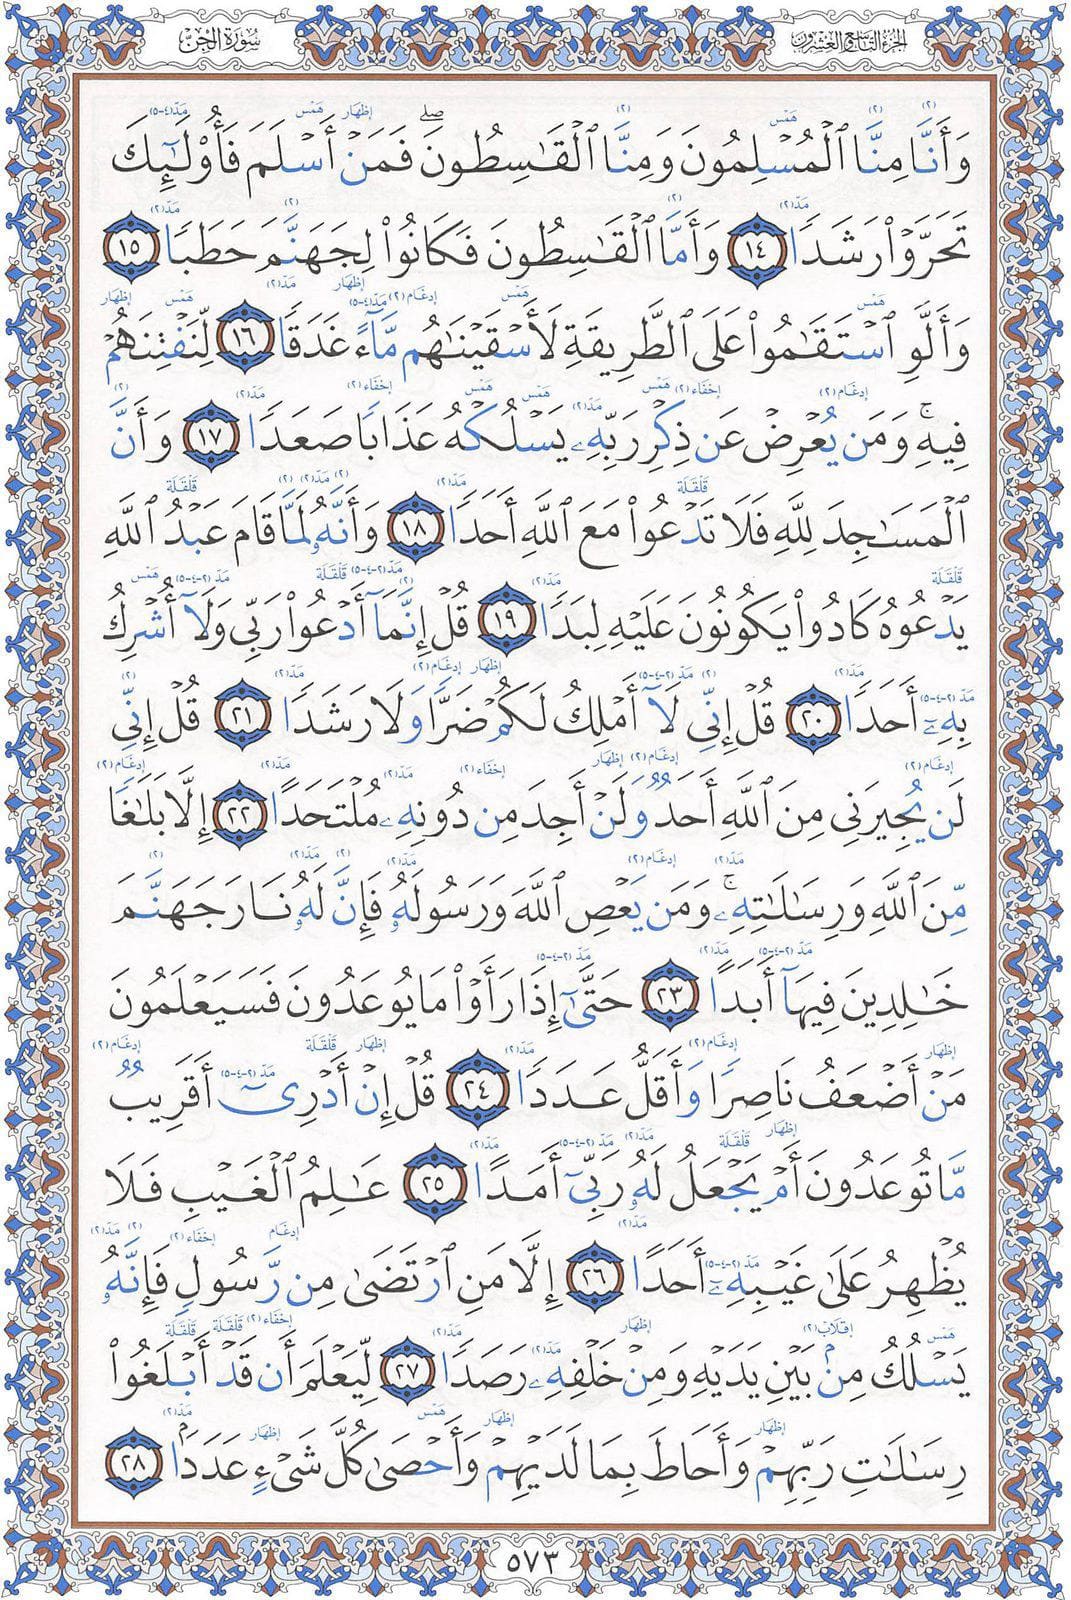 الجزء التاسع والعشرون
سورة الجن
وَأَنَّا مِنَّا ٱلْمُسْلِمُونَ وَمِنَّا ٱلْقَـٰسِطُونَ ۖ فَمَنْ أَسْلَمَ فَأُو۟لَـٰٓئِكَ
تَحَرَّوْا۟ رَشَدًا ١٤ وَأَمَّا ٱلْقَـٰسِطُونَ فَكَانُوا۟ لِجَهَنَّمَ حَطَبًا ١٥
وَأَلَّوِ ٱسْتَقَـٰمُوا۟ عَلَى ٱلطَّرِيقَةِ لَأَسْقَيْنَـٰهُم مَّآءً غَدَقًا ١٦ لِّنَفْتِنَهُمْ
فِيهِ ۚ وَمَن يُعْرِضْ عَن ذِكْرِ رَبِّهِۦ يَسْلُكْهُ عَذَابًا صَعَدًا ١٧ وَأَنَّ
ٱلْمَسَـٰجِدَ لِلَّهِ فَلَا تَدْعُوا۟ مَعَ ٱللَّهِ أَحَدًا ١٨ وَأَنَّهُۥ لَمَّا قَامَ عَبْدُ ٱللَّهِ
يَدْعُوهُ كَادُوا۟ يَكُونُونَ عَلَيْهِ لِبَدًا ١٩ قُلْ إِنَّمَآ أَدْعُوا۟ رَبِّى وَلَآ أُشْرِكُ
بِهِۦٓ أَحَدًا ٢٠ قُلْ إِنِّى لَآ أَمْلِكُ لَكُمْ ضَرًّا وَلَا رَشَدًا ٢١ قُلْ إِنِّى
لَن يُجِيرَنِى مِنَ ٱللَّهِ أَحَدٌ وَلَنْ أَجِدَ مِن دُونِهِۦ مُلْتَحَدًا ٢٢ إِلَّا بَلَـٰغًا
مِّنَ ٱللَّهِ وَرِسَـٰلَـٰتِهِۦ ۚ وَمَن يَعْصِ ٱللَّهَ وَرَسُولَهُۥ فَإِنَّ لَهُۥ نَارَ جَهَنَّمَ
خَـٰلِدِينَ فِيهَآ أَبَدًا ٢٣ حَتَّىٰٓ إِذَا رَأَوْا۟ مَا يُوعَدُونَ فَسَيَعْلَمُونَ
مَنْ أَضْعَفُ نَاصِرًا وَأَقَلُّ عَدَدًا ٢٤ قُلْ إِنْ أَدْرِىٓ أَقَرِيبٌ
مَّا تُوعَدُونَ أَمْ يَجْعَلُ لَهُۥ رَبِّىٓ أَمَدًا ٢٥ عَـٰلِمُ ٱلْغَيْبِ فَلَا
يُظْهِرُ عَلَىٰ غَيْبِهِۦٓ أَحَدًا ٢٦ إِلَّا مَنِ ٱرْتَضَىٰ مِن رَّسُولٍ فَإِنَّهُۥ
يَسْلُكُ مِنۢ بَيْنِ يَدَيْهِ وَمِنْ خَلْفِهِۦ رَصَدًا ٢٧ لِّيَعْلَمَ أَن قَدْ أَبْلَغُوا۟
رِسَـٰلَـٰتِ رَبِّهِمْ وَأَحَاطَ بِمَا لَدَيْهِمْ وَأَحْصَىٰ كُلَّ شَىْءٍ عَدَدًۢا ٢٨
٥٧٣